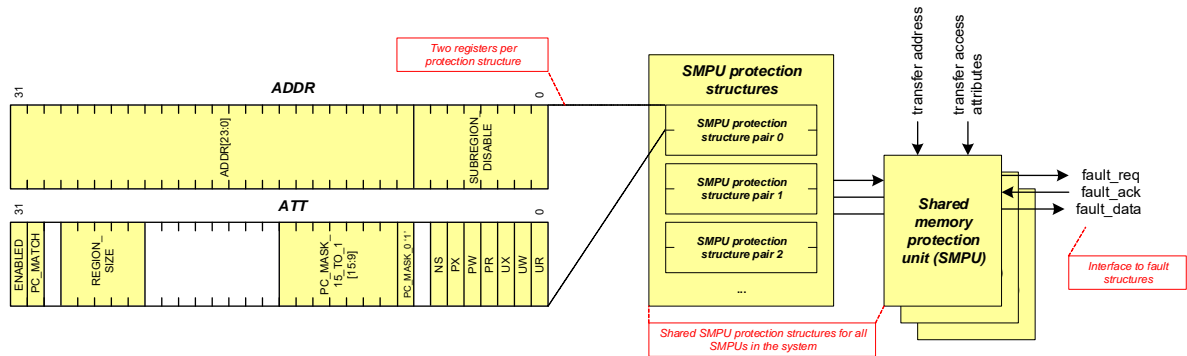 Two registers per
protection structure
31
ADDR
0
ADDR[23:0]
SUBREGION_
DISABLE
31
ATT
0
ENABLED
PC_MATCH
REGION_
SIZE
PC_MASK_
15_TO_1
[15:9]
PC_MASK_0 '1'
NS
PX
PW
PR
UX
UW
UR
SMPU protection
structures
SMPU protection
structure pair 0
SMPU protection
structure pair 1
SMPU protection
structure pair 2
...
Shared SMPU protection structures for all
SMPUs in the system
transfer address
transfer access
attributes
Shared
memory
protection
unit (SMPU)
fault_req
fault_ack
fault_data
Interface to fault
structures